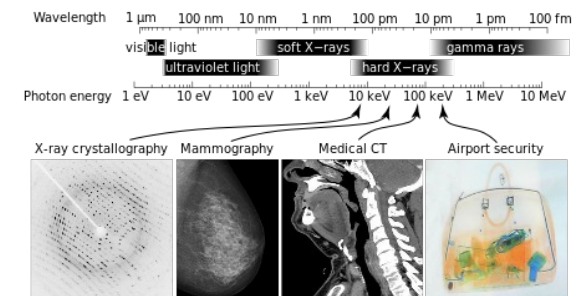 Wavelength 1 μm 100 nm 10 nm 1 nm 100 pm 10 pm 1 pm 100 fm
visible light soft X−rays gamma rays
ultraviolet light hard X−rays
Photon energy 1 eV 10 eV 100 eV 1 keV 10 keV 100 keV 1 MeV 10 MeV
X-ray crystallography Mammography Medical CT Airport security